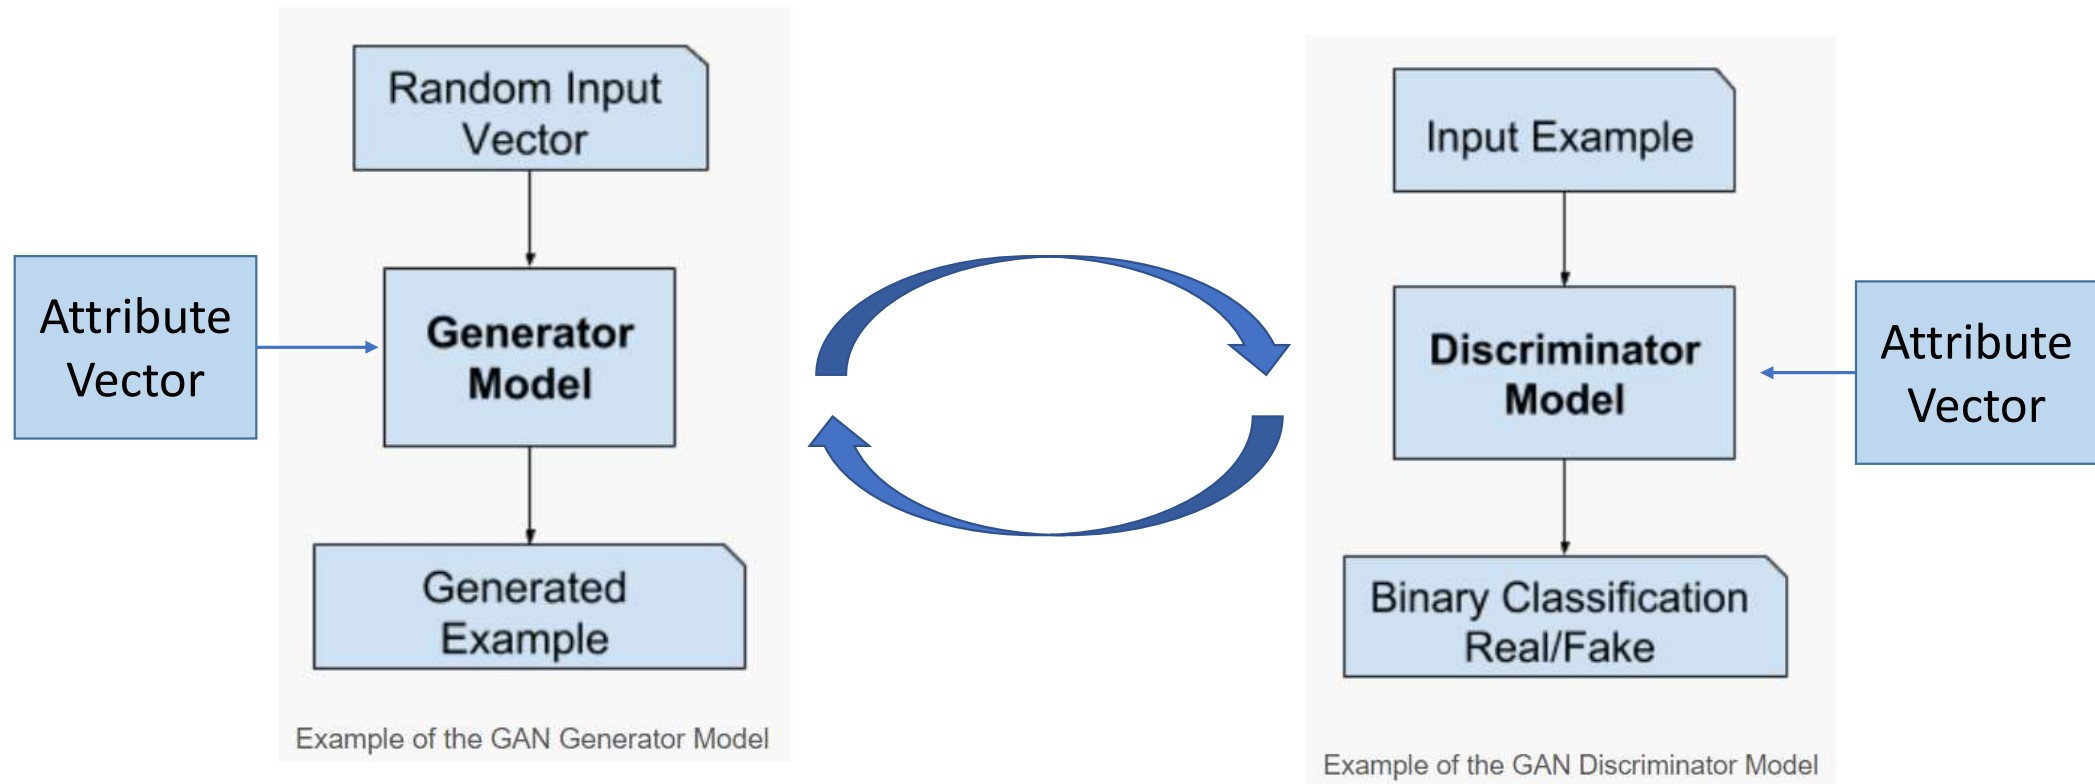 Attribute
Vector
Random Input
Vector
Generator
Model
Generated
Example
Example of the GAN Generator Model
Input Example
Discriminator
Model
Binary Classification
Real/Fake
Example of the GAN Discriminator Model
Attribute
Vector